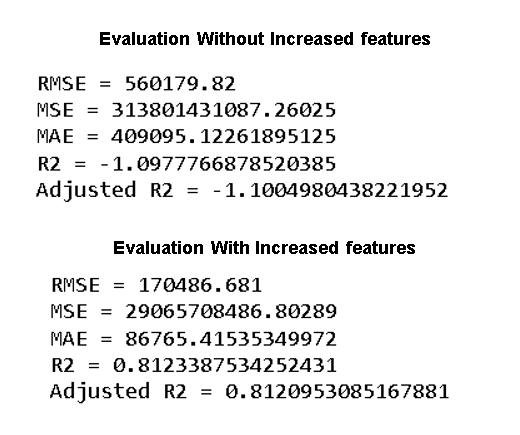 Evaluation Without Increased features
RMSE = 560179.82
MSE = 313801431087.26025
MAE = 409095.12261895125
R2 = -1.0977766878520385
Adjusted R2 = -1.1004980438221952
Evaluation With Increased features
RMSE = 170486.681
MSE = 29065708486.80289
MAE = 86765.41535349972
R2 = 0.8123387534252431
Adjusted R2 = 0.8120953085167881